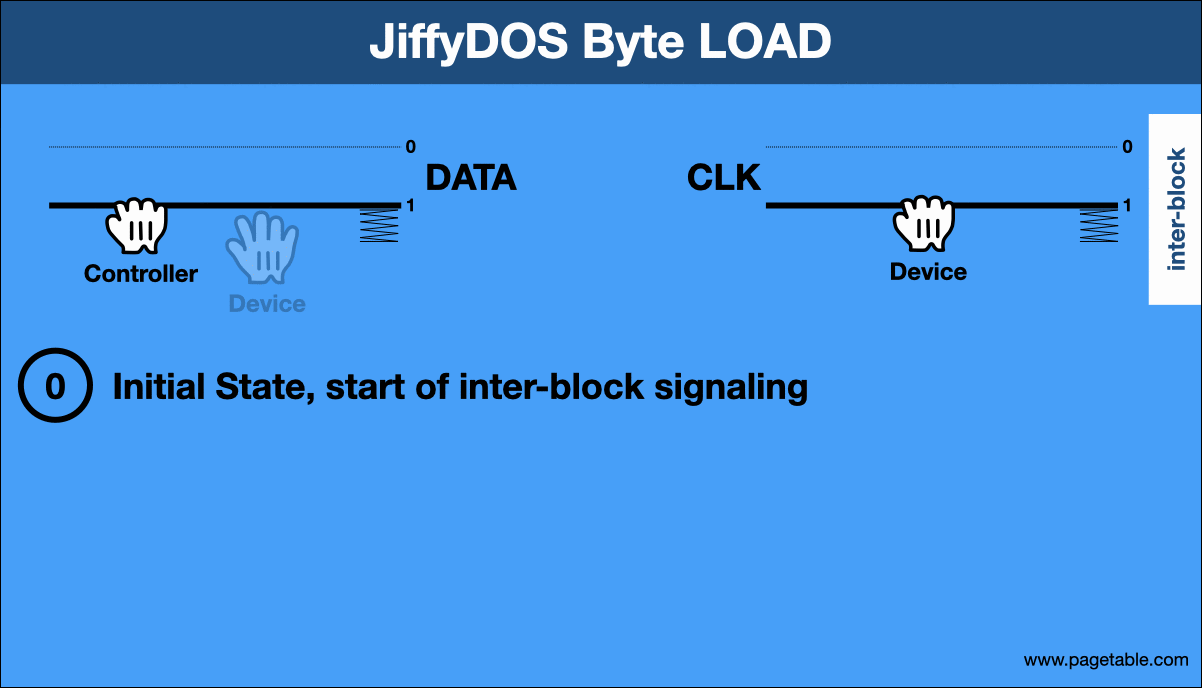 JiffyDOS Byte LOAD
0
DATA
1
Controller
Device
CLK
0
1
Device
inter-block
0 Initial State, start of inter-block signaling
www.pagetable.com